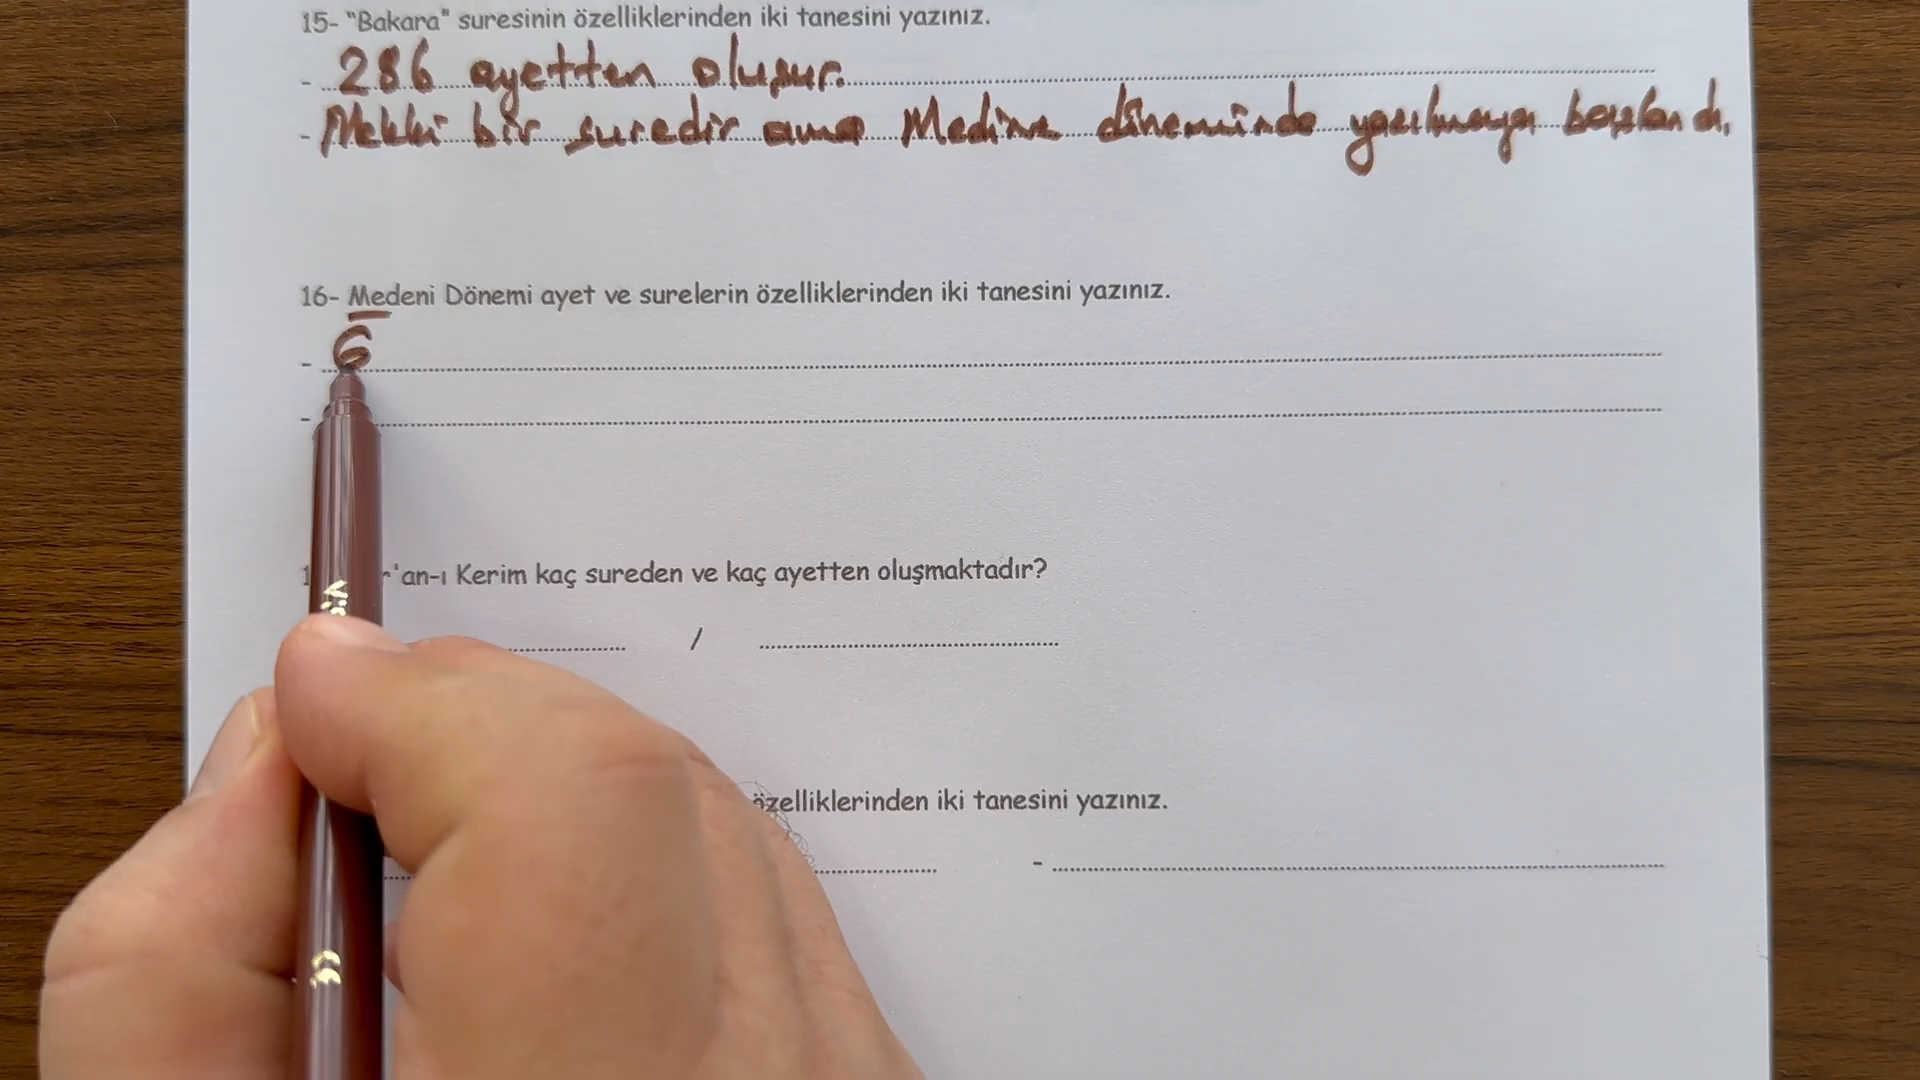 15- "Bakara" suresinin özelliklerinden iki tanesini yazınız.
- 286 ayetten oluşur.
- Mekki bir suredir ama Medine döneminde yazılmaya başlandı.
16- Medeni Dönemi ayet ve surelerin özelliklerinden iki tanesini yazınız.
- 6
-
'an-ı Kerim kaç sureden ve kaç ayetten oluşmaktadır?
/
özelliklerinden iki tanesini yazınız.
-